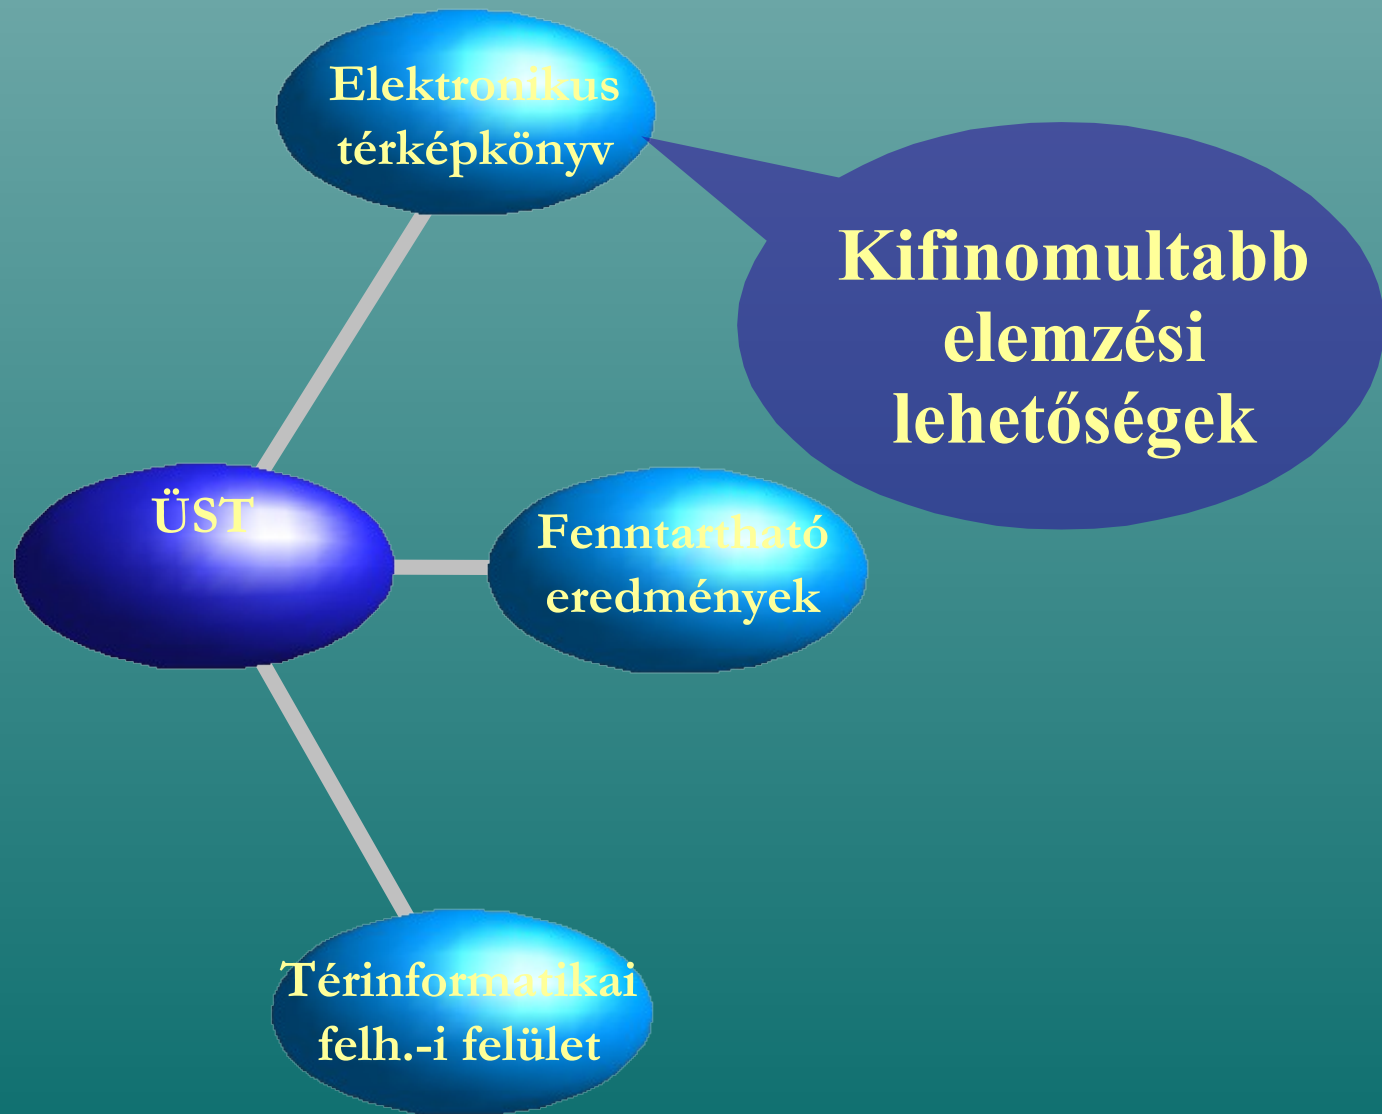 Elektronikus
térképkönyv
Kifinomultabb
elemzési
lehetőségek
ÜST
Fenntartható
eredmények
Térinformatikai
felh.-i felület